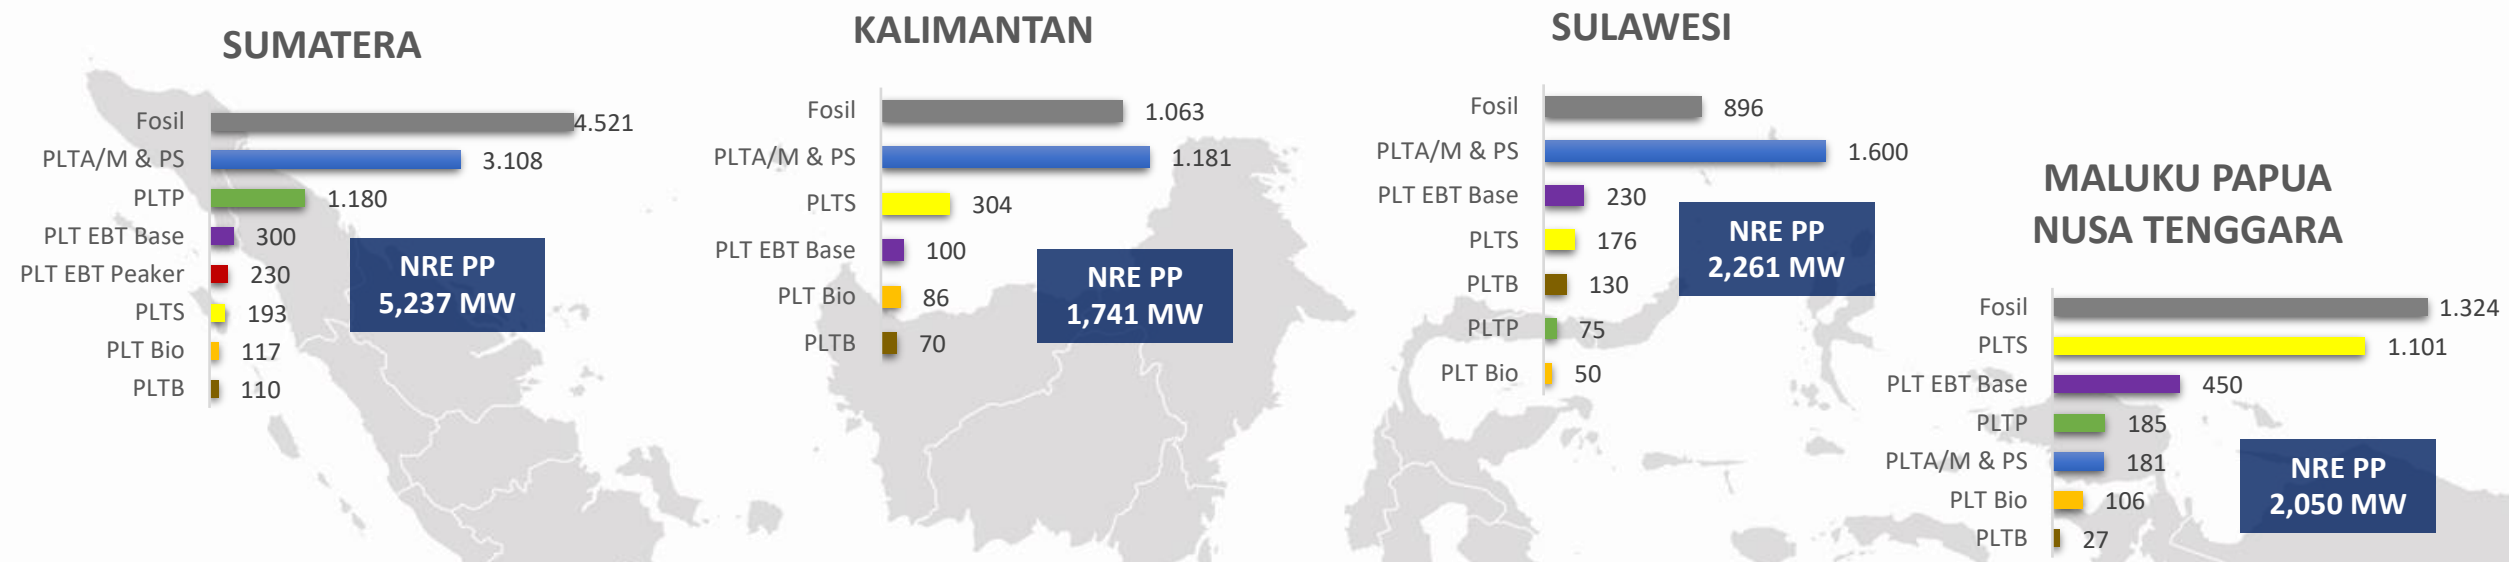 SUMATERA
Fosil 4.521
PLTA/M & PS 3.108
PLTP 1.180
PLT EBT Base 300
PLT EBT Peaker 230
PLTS 193
PLT Bio 117
PLTB 110
NRE PP
5,237 MW
KALIMANTAN
Fosil 1.063
PLTA/M & PS 1.181
PLTS 304
PLT EBT Base 100
PLT Bio 86
PLTB 70
NRE PP
1,741 MW
SULAWESI
Fosil 896
PLTA/M & PS 1.600
PLT EBT Base 230
PLTS 176
PLTB 130
PLTP 75
PLT Bio 50
NRE PP
2,261 MW
MALUKU PAPUA
NUSA TENGGARA
Fosil 1.324
PLTS 1.101
PLT EBT Base 450
PLTP 185
PLTA/M & PS 181
PLT Bio 106
PLTB 27
NRE PP
2,050 MW